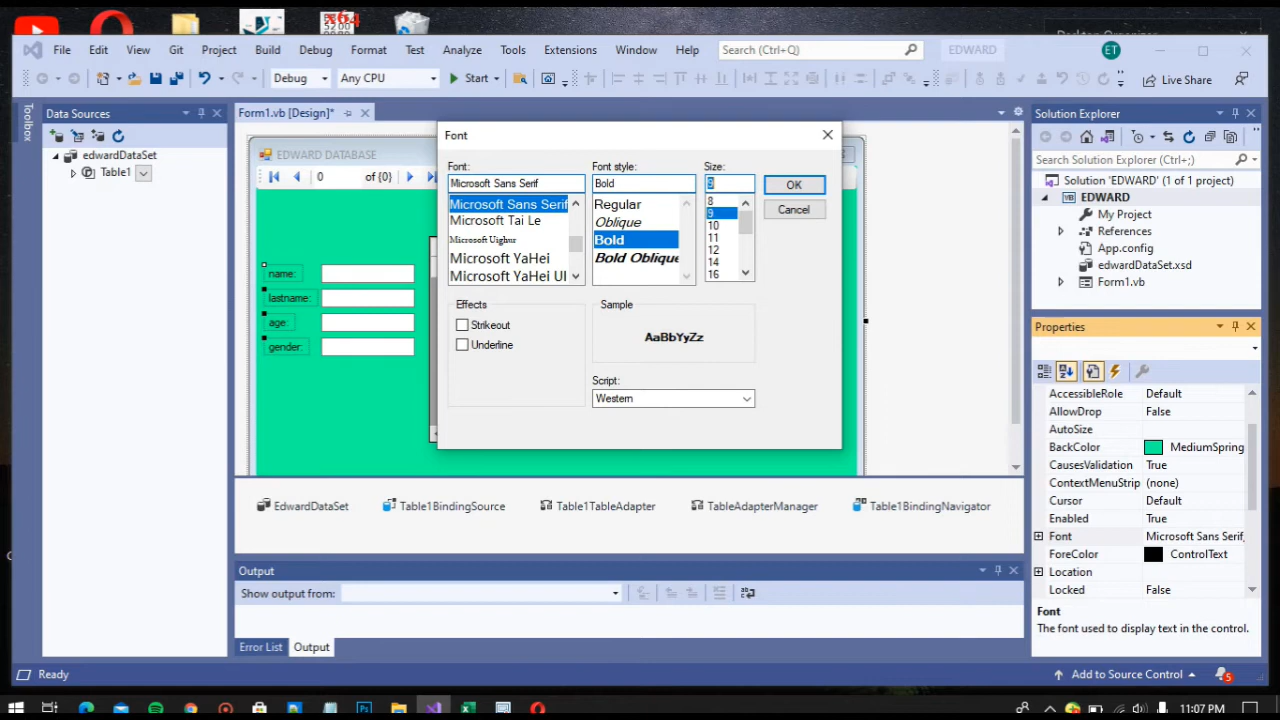 x64
File Edit View Git Project Build Debug Format Test Analyze Tools Extensions Window Help Search (Ctrl+Q) EDWARD ET
Debug Any CPU Start Live Share
Toolbox
Data Sources
edwardDataSet
Table1
Form1.vb [Design]*
EDWARD DATABASE
0 of {0}
name:
lastname:
age:
gender:
Font
Font: Font style: Size:
Microsoft Sans Serif Bold 9
OK
Cancel
Microsoft Sans Serif
Microsoft Tai Le
Microsoft Uighur
Microsoft YaHei
Microsoft YaHei UI
Regular
Oblique
Bold
Bold Oblique
8
9
10
11
12
14
16
Effects
Strikeout
Underline
Sample
AaBbYyZz
Script:
Western
EdwardDataSet Table1BindingSource Table1TableAdapter TableAdapterManager Table1BindingNavigator
Output
Show output from:
Error List Output
Solution Explorer
Search Solution Explorer (Ctrl+;)
Solution 'EDWARD' (1 of 1 project)
VB EDWARD
My Project
References
App.config
edwardDataSet.xsd
Form1.vb
Properties
AccessibleRole Default
AllowDrop False
AutoSize
BackColor MediumSpring
CausesValidation True
ContextMenuStrip (none)
Cursor Default
Enabled True
Font Microsoft Sans Serif,
ForeColor ControlText
Location
Locked False
Font
The font used to display text in the control.
Ready Add to Source Control 5
11:07 PM